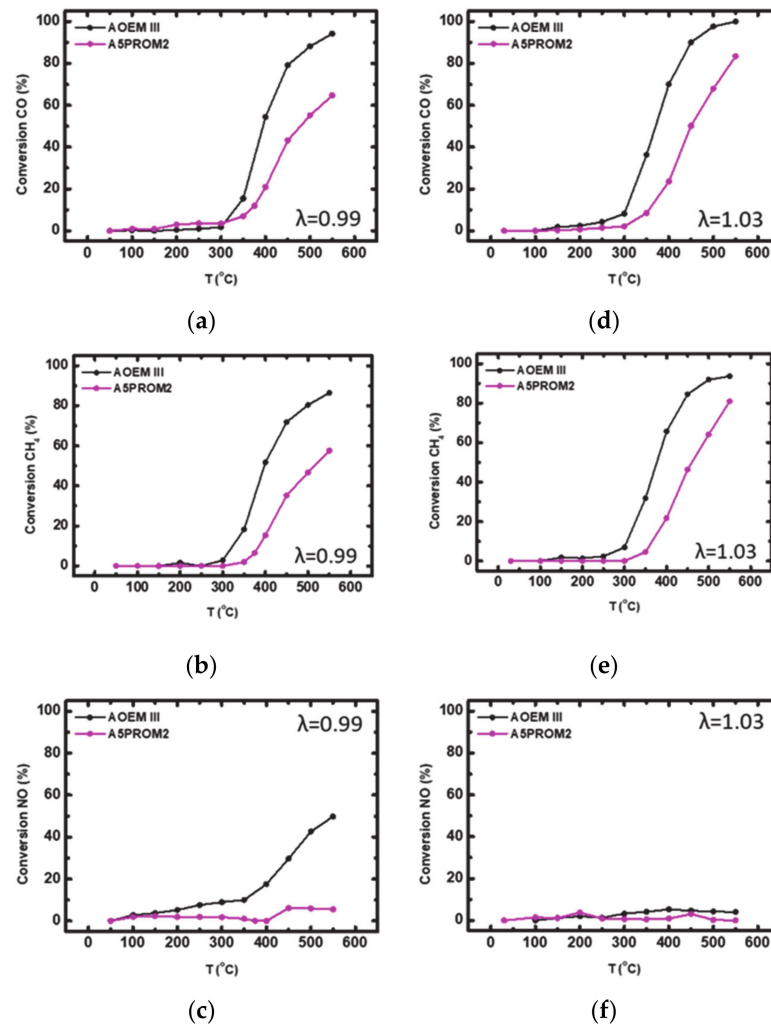 AOEM III
A5PROM2
Conversion CO (%)
100
80
60
40
20
0
λ=0.99
0 100 200 300 400 500 600
T (°C)
(a)
AOEM III
A5PROM2
Conversion CO (%)
100
80
60
40
20
0
λ=1.03
0 100 200 300 400 500 600
T (°C)
(d)
AOEM III
A5PROM2
Conversion CH₄ (%)
100
80
60
40
20
0
λ=0.99
0 100 200 300 400 500 600
T (°C)
(b)
AOEM III
A5PROM2
Conversion CH₄ (%)
100
80
60
40
20
0
λ=1.03
0 100 200 300 400 500 600
T (°C)
(e)
AOEM III
A5PROM2
λ=0.99
Conversion NO (%)
100
80
60
40
20
0
0 100 200 300 400 500 600
T (°C)
(c)
AOEM III
A5PROM2
λ=1.03
Conversion NO (%)
100
80
60
40
20
0
0 100 200 300 400 500 600
T (°C)
(f)